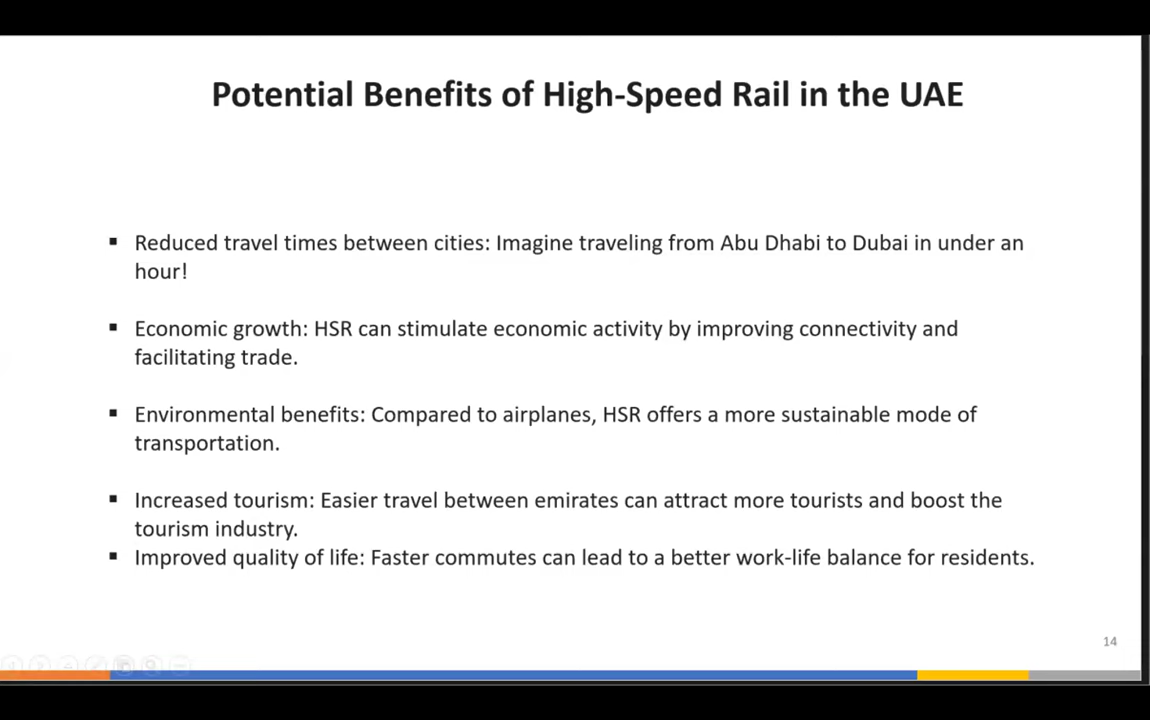 Potential Benefits of High-Speed Rail in the UAE
▪ Reduced travel times between cities: Imagine traveling from Abu Dhabi to Dubai in under an
hour!
▪ Economic growth: HSR can stimulate economic activity by improving connectivity and
facilitating trade.
▪ Environmental benefits: Compared to airplanes, HSR offers a more sustainable mode of
transportation.
▪ Increased tourism: Easier travel between emirates can attract more tourists and boost the
tourism industry.
▪ Improved quality of life: Faster commutes can lead to a better work-life balance for residents.
14